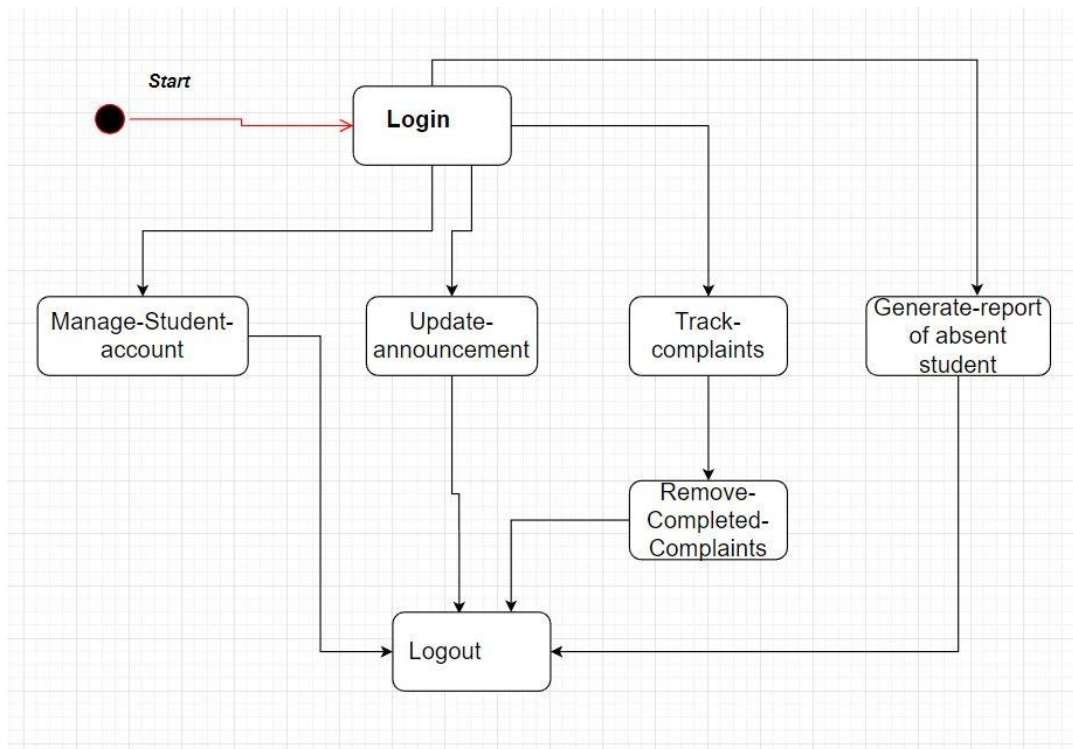 Start
Login
Manage-Student-
account
Update-
announcement
Track-
complaints
Generate-report
of absent
student
Remove-
Completed-
Complaints
Logout